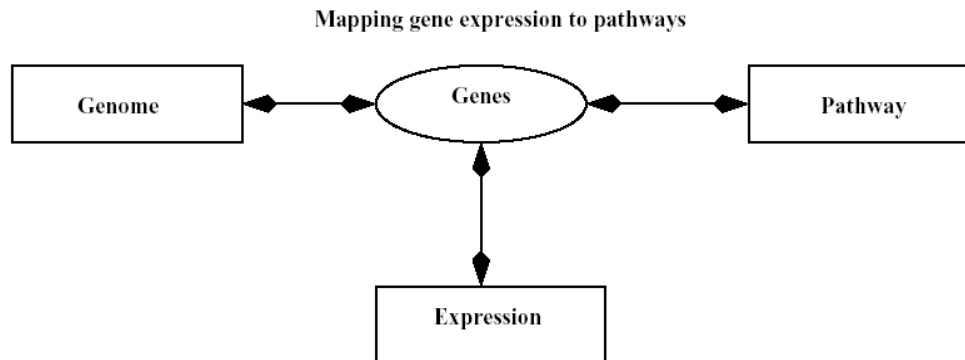 Mapping gene expression to pathways
Genome
Genes
Pathway
Expression